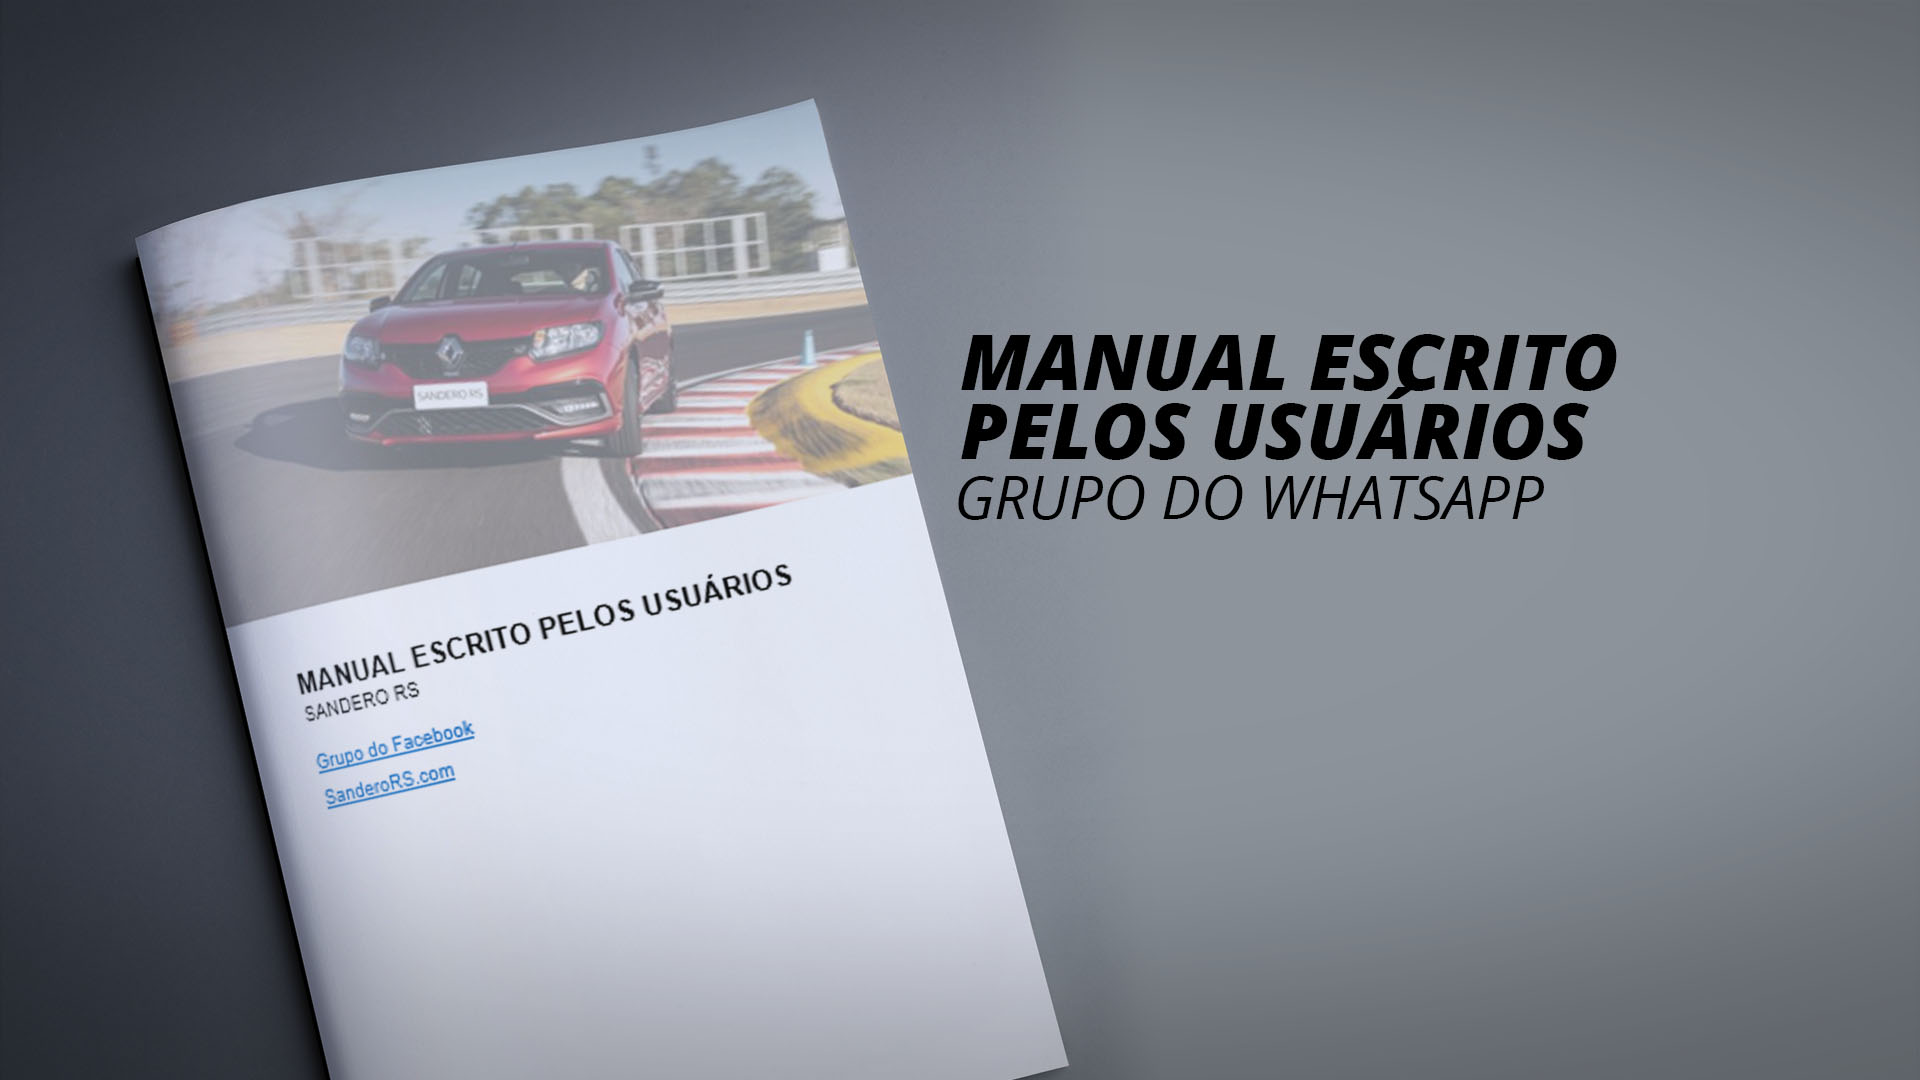 SANDERO RS
MANUAL ESCRITO PELOS USUÁRIOS
SANDERO RS
Grupo do Facebook
SanderoRS.com
MANUAL ESCRITO
PELOS USUÁRIOS
GRUPO DO WHATSAPP